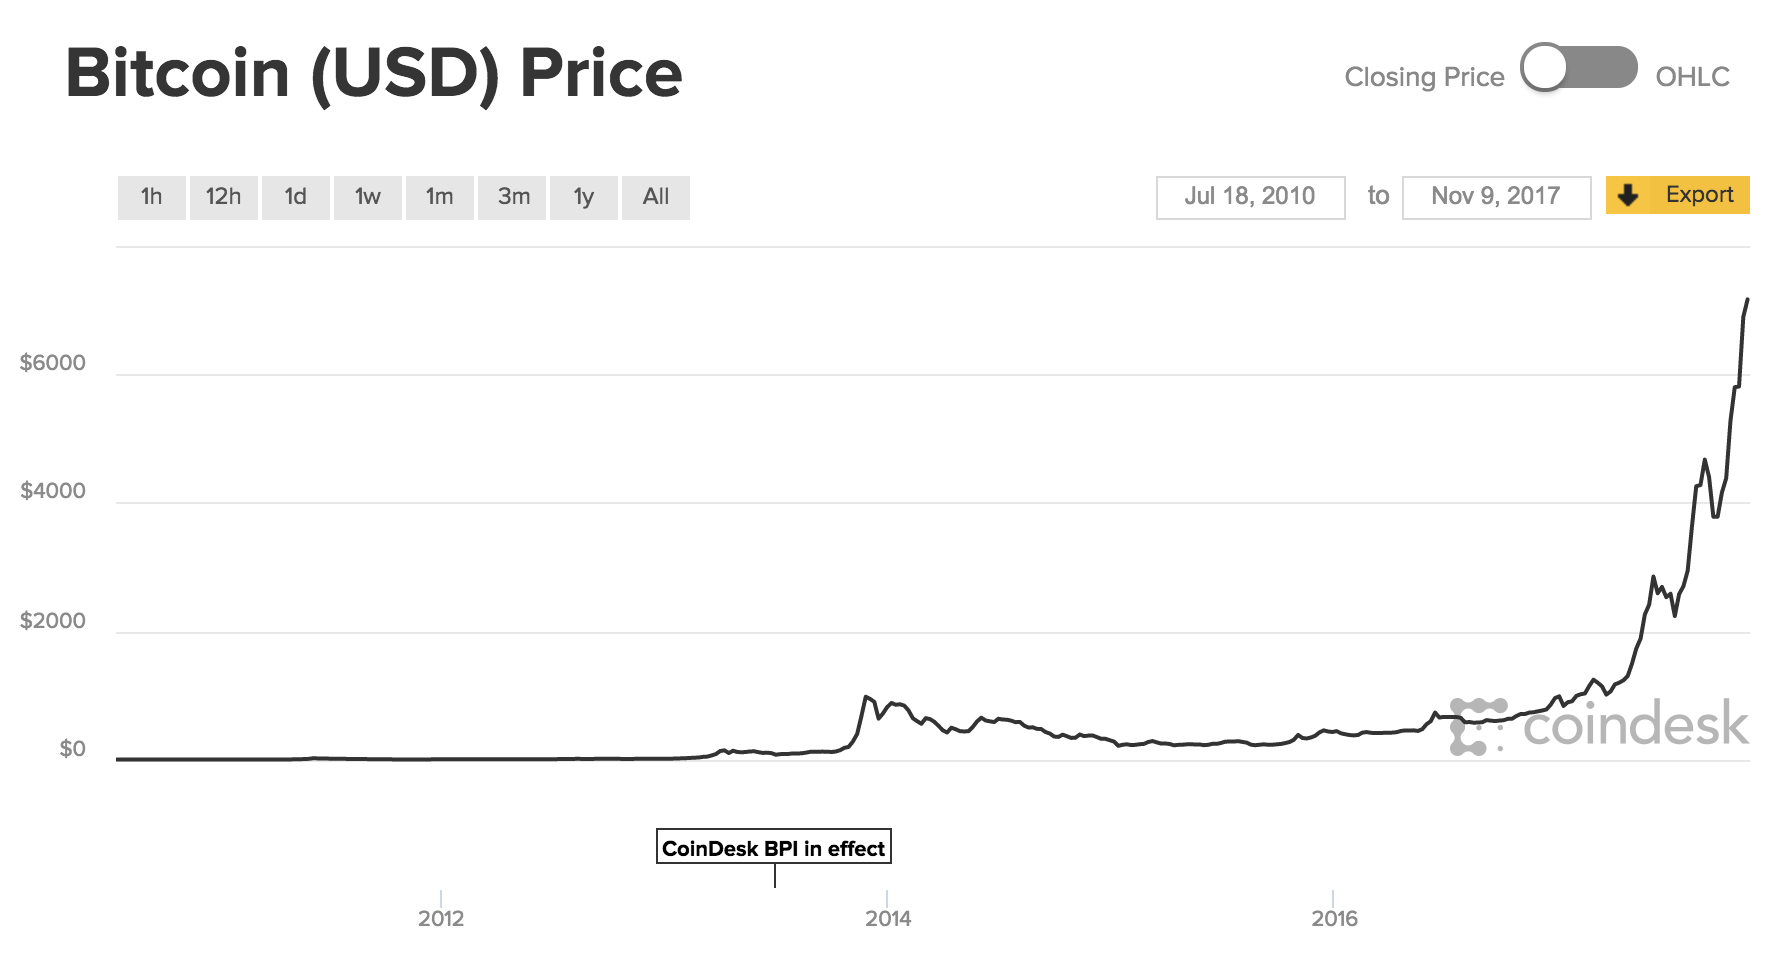 Bitcoin (USD) Price
Closing Price OHLC
1h 12h 1d 1w 1m 3m 1y All Jul 18, 2010 to Nov 9, 2017 Export
$6000
$4000
$2000
$0
coindesk
CoinDesk BPI in effect
2012 2014 2016